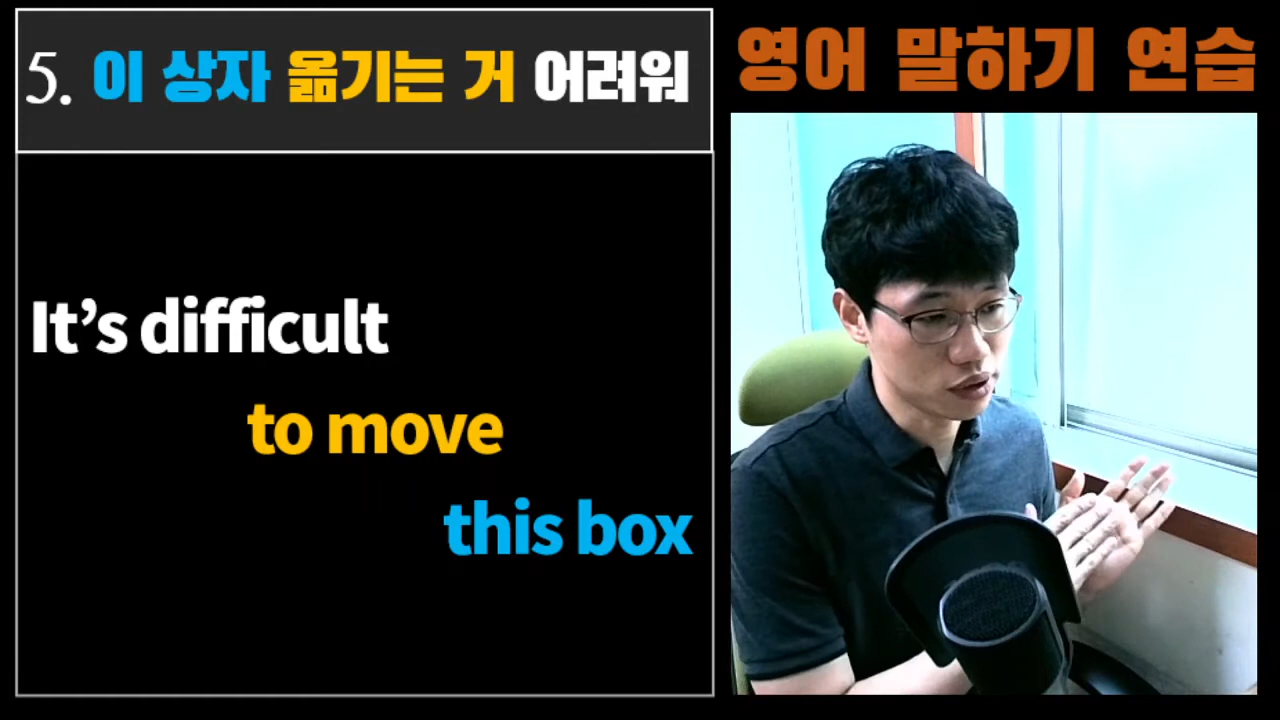 5. 이 상자 옮기는 거 어려워
영어 말하기 연습
It’s difficult
to move
this box